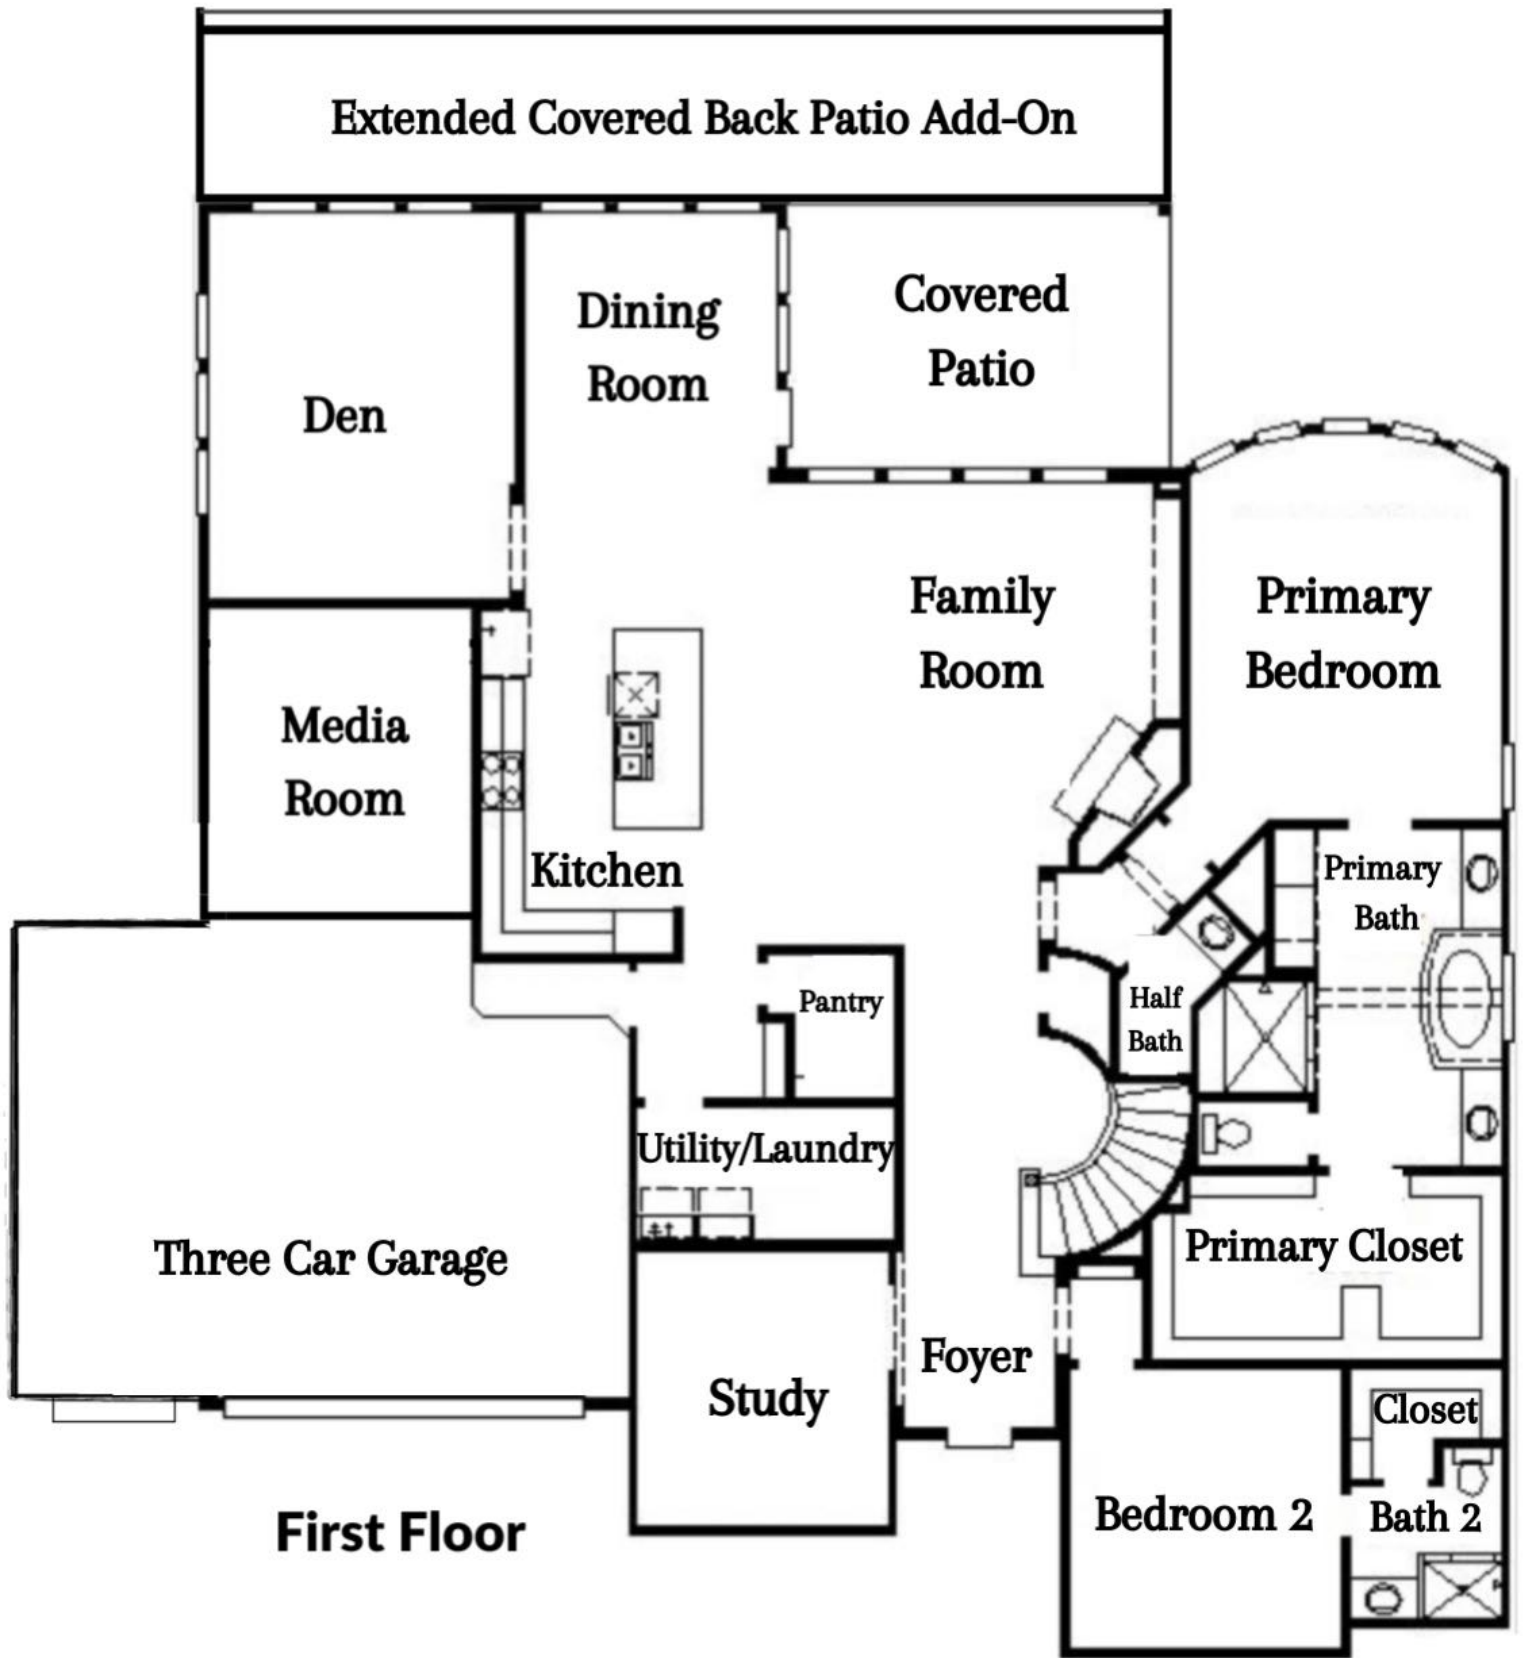 Extended Covered Back Patio Add-On
Dining
Room
Covered
Patio
Den
Family
Room
Primary
Bedroom
Media
Room
Kitchen
Primary
Bath
Pantry
Half
Bath
Utility/Laundry
Three Car Garage
Primary Closet
Foyer
Study
Closet
Bedroom 2
Bath 2
First Floor